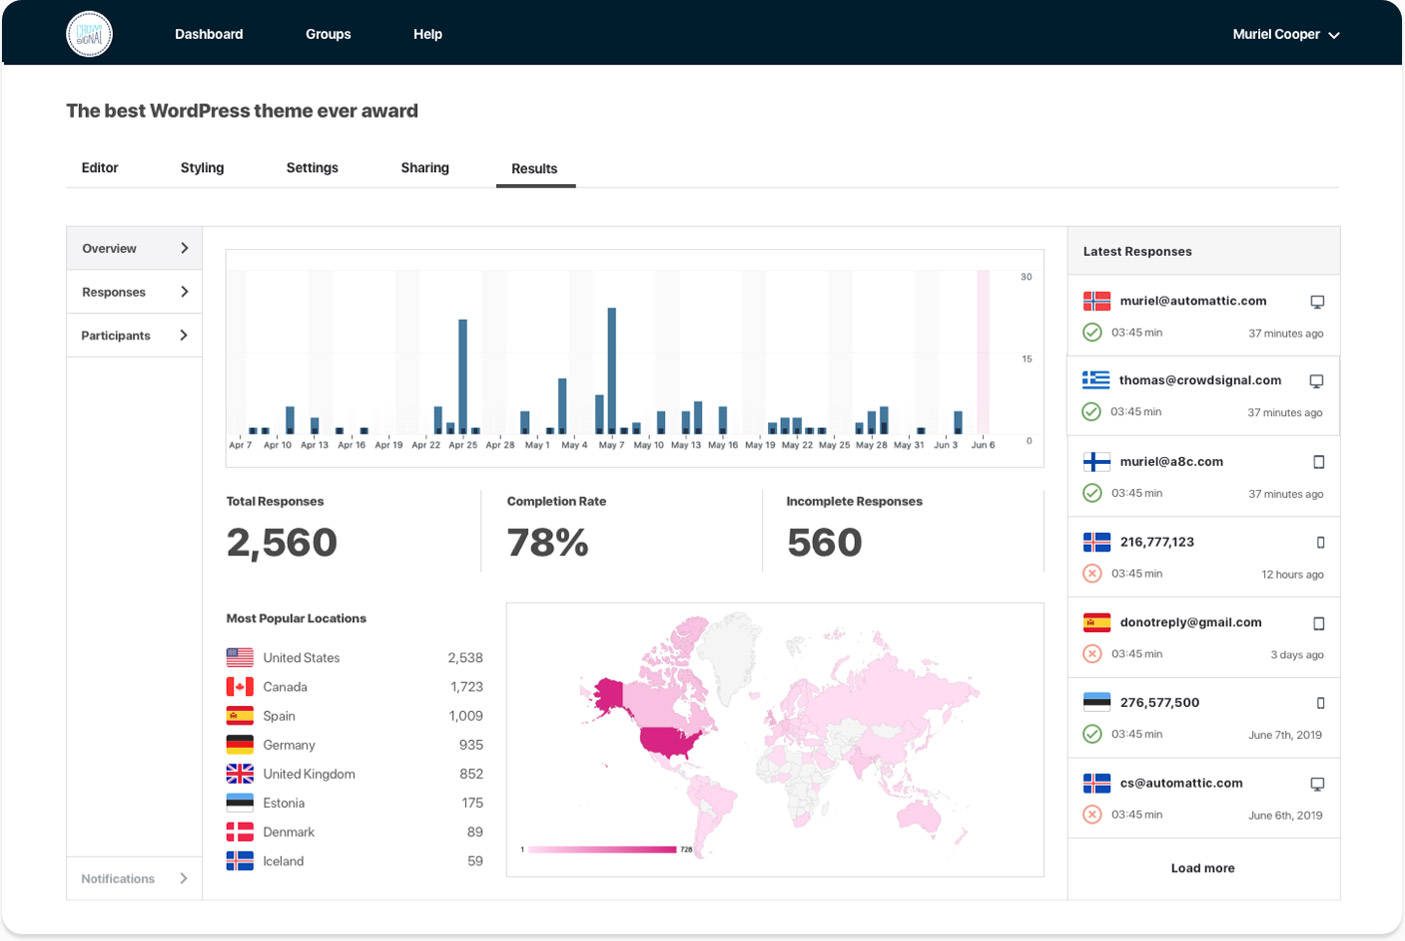 CROWD
SIGNAL
Dashboard
Groups
Help
Muriel Cooper
The best WordPress theme ever award
Editor
Styling
Settings
Sharing
Results
Overview
Responses
Participants
Notifications
30
15
0
Apr 7 Apr 10 Apr 13 Apr 16 Apr 19 Apr 22 Apr 25 Apr 28 May 1 May 4 May 7 May 10 May 13 May 16 May 19 May 22 May 25 May 28 May 31 Jun 3 Jun 6
Total Responses
2,560
Completion Rate
78%
Incomplete Responses
560
Most Popular Locations
United States 2,538
Canada 1,723
Spain 1,009
Germany 935
United Kingdom 852
Estonia 175
Denmark 89
Iceland 59
1 728
Latest Responses
muriel@automattic.com
03:45 min 37 minutes ago
thomas@crowdsignal.com
03:45 min 37 minutes ago
muriel@a8c.com
03:45 min 37 minutes ago
216,777,123
03:45 min 12 hours ago
donotreply@gmail.com
03:45 min 3 days ago
276,577,500
03:45 min June 7th, 2019
cs@automattic.com
03:45 min June 6th, 2019
Load more